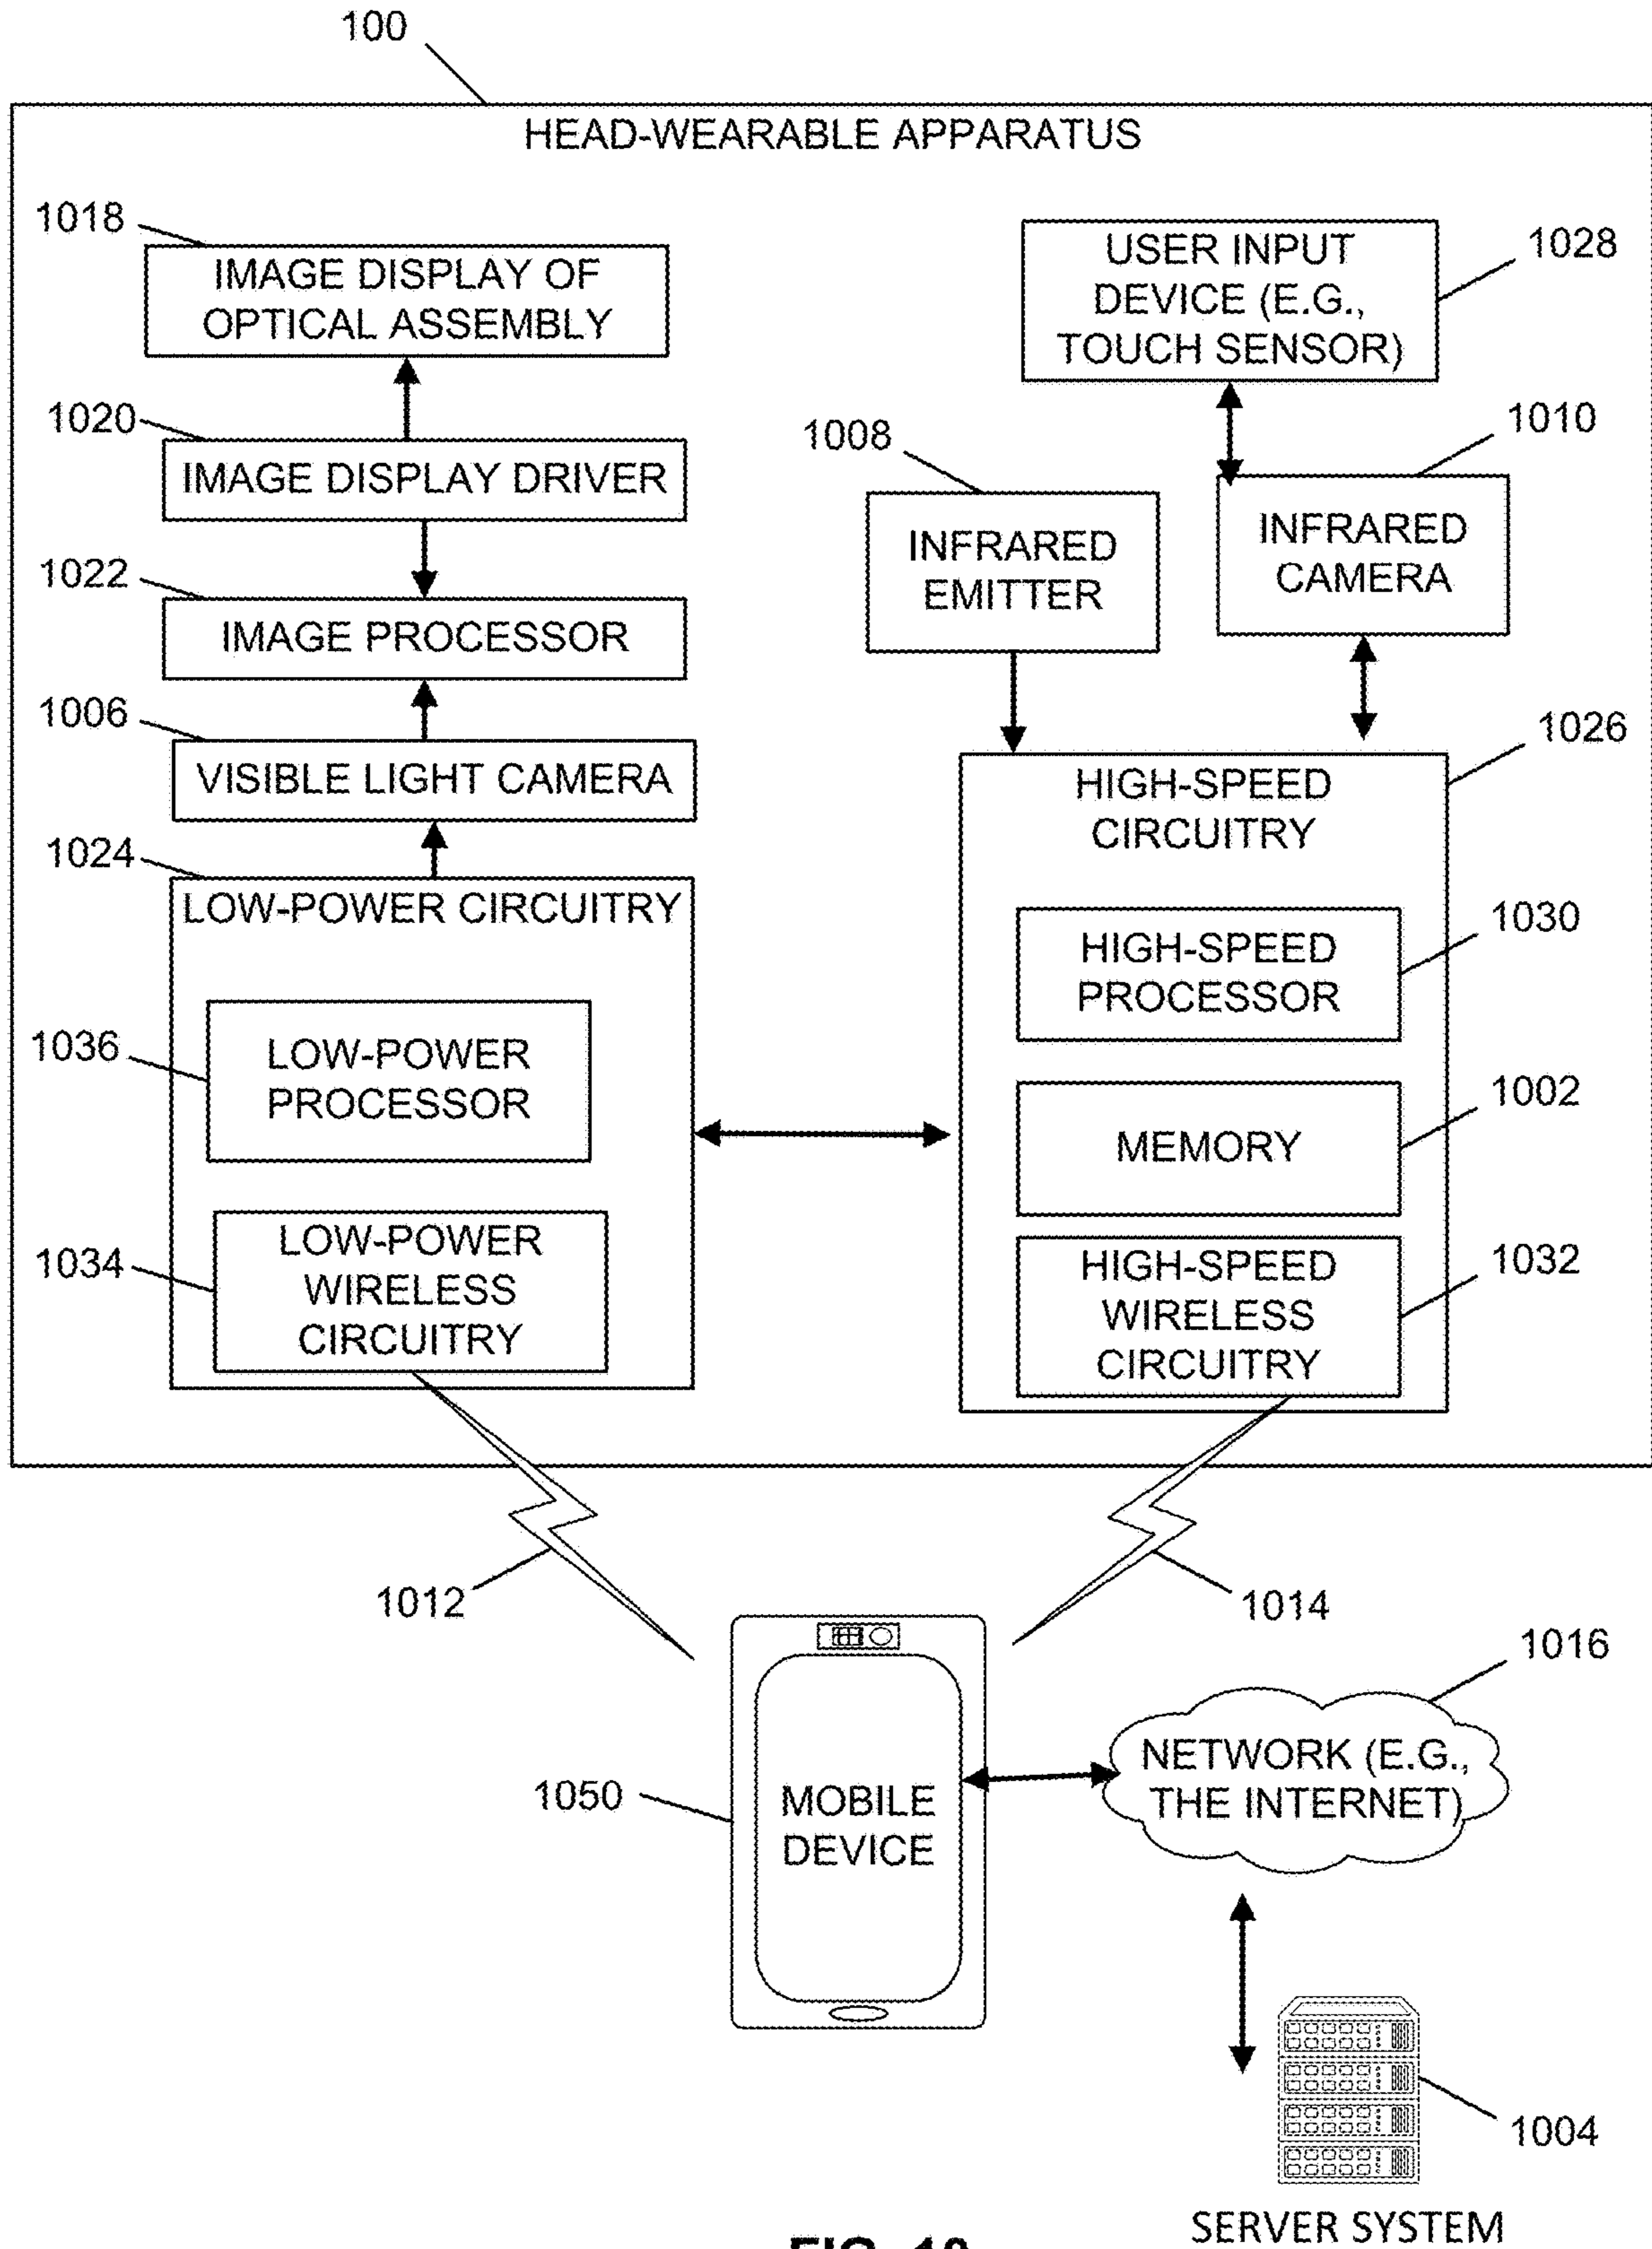 100
HEAD-WEARABLE APPARATUS
1018
IMAGE DISPLAY OF
OPTICAL ASSEMBLY
USER INPUT
DEVICE (E.G.,
TOUCH SENSOR)
1028
1020
IMAGE DISPLAY DRIVER
1008
INFRARED
EMITTER
1010
INFRARED
CAMERA
1022
IMAGE PROCESSOR
1006
VISIBLE LIGHT CAMERA
1024
LOW-POWER CIRCUITRY
1036
LOW-POWER
PROCESSOR
1034
LOW-POWER
WIRELESS
CIRCUITRY
1026
HIGH-SPEED
CIRCUITRY
HIGH-SPEED
PROCESSOR
1030
MEMORY
1002
HIGH-SPEED
WIRELESS
CIRCUITRY
1032
1012
1014
1050
MOBILE
DEVICE
1016
NETWORK (E.G.,
THE INTERNET)
1004
SERVER SYSTEM
FIG. 10